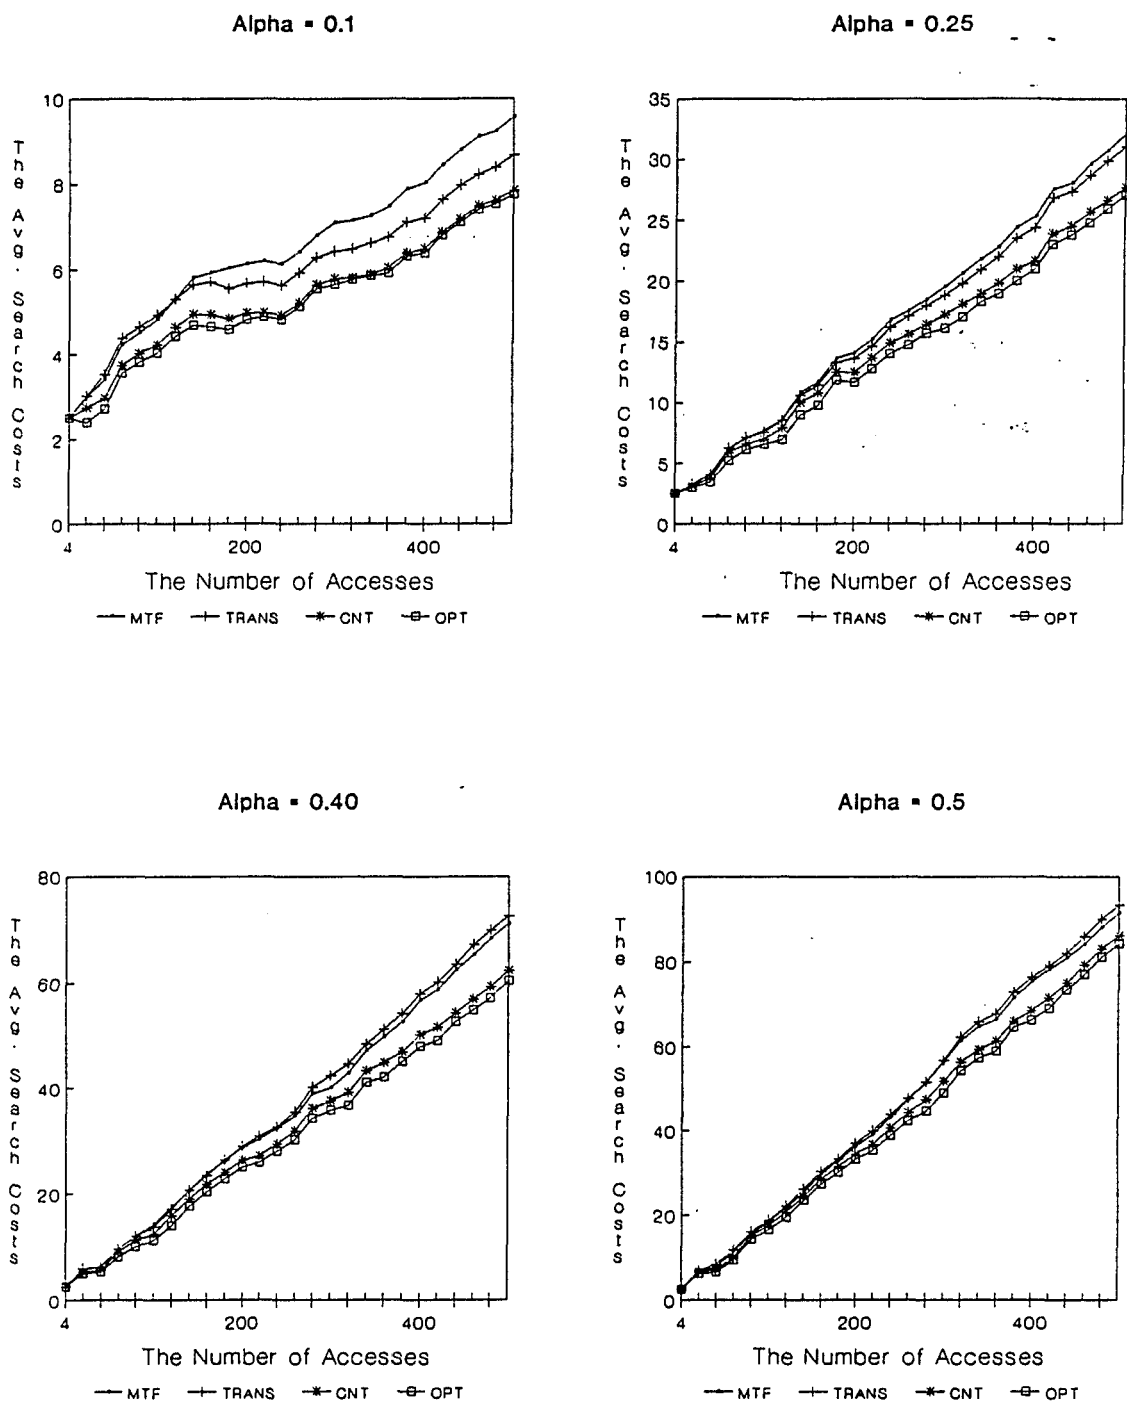 Alpha = 0.1
10
8
6
4
2
0
The Avg. Search Costs
4 200 400
The Number of Accesses
MTF TRANS CNT OPT
Alpha = 0.25
35
30
25
20
15
10
5
0
The Avg. Search Costs
4 200 400
The Number of Accesses
MTF TRANS CNT OPT
Alpha = 0.40
80
60
40
20
0
The Avg. Search Costs
4 200 400
The Number of Accesses
MTF TRANS CNT OPT
Alpha = 0.5
100
80
60
40
20
0
The Avg. Search Costs
4 200 400
The Number of Accesses
MTF TRANS CNT OPT